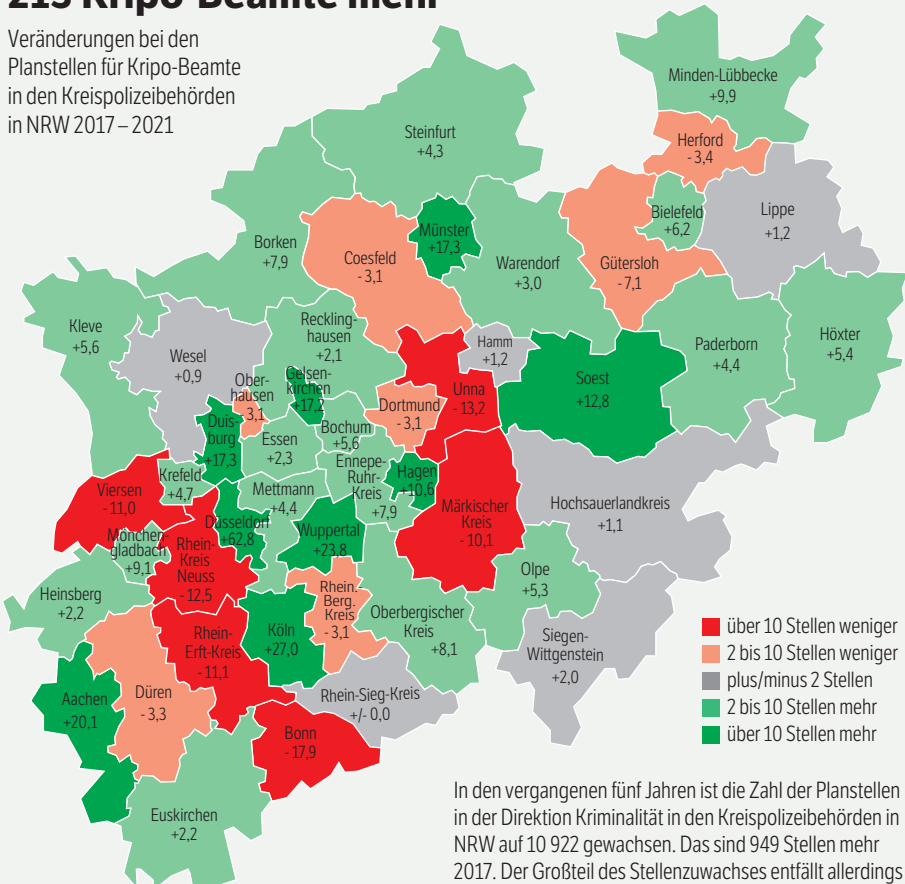 213 Kripo-Beamte mehr
Veränderungen bei den
Planstellen für Kripo-Beamte
in den Kreispolizeibehörden
in NRW 2017 – 2021
Minden-Lübbecke
+9,9
Steinfurt
+4,3
Herford
- 3,4
Bielefeld
+6,2
Lippe
+1,2
Münster
+17,3
Borken
+7,9
Coesfeld
- 3,1
Warendorf
+3,0
Gütersloh
- 7,1
Kleve
+5,6
Wesel
+0,9
Reckling-
hausen
+2,1
Hamm
+1,2
Paderborn
+4,4
Höxter
+5,4
Ober-
hausen
- 3,1
Gelsen-
kirchen
+17,2
Unna
- 13,2
Soest
+12,8
Dortmund
- 3,1
Duis-
burg
+17,3
Essen
+2,3
Bochum
+5,6
Ennepe-
Ruhr-
Kreis
+7,9
Hagen
+10,6
Krefeld
+4,7
Viersen
- 11,0
Mettmann
+4,4
Märkischer
Kreis
- 10,1
Hochsauerlandkreis
+1,1
Düsseldorf
+62,8
Wuppertal
+23,8
Mönchen-
gladbach
+9,1
Rhein-
Kreis
Neuss
- 12,5
Olpe
+5,3
Heinsberg
+2,2
Rhein.
Berg.
Kreis
- 3,1
Oberbergischer
Kreis
+8,1
Köln
+27,0
Rhein-
Erft-Kreis
- 11,1
Siegen-
Wittgenstein
+2,0
Aachen
+20,1
Düren
- 3,3
Rhein-Sieg-Kreis
+/- 0,0
Bonn
- 17,9
Euskirchen
+2,2
über 10 Stellen weniger
2 bis 10 Stellen weniger
plus/minus 2 Stellen
2 bis 10 Stellen mehr
über 10 Stellen mehr
In den vergangenen fünf Jahren ist die Zahl der Planstellen
in der Direktion Kriminalität in den Kreispolizeibehörden in
NRW auf 10 922 gewachsen. Das sind 949 Stellen mehr
2017. Der Großteil des Stellenzuwachses entfällt allerdings